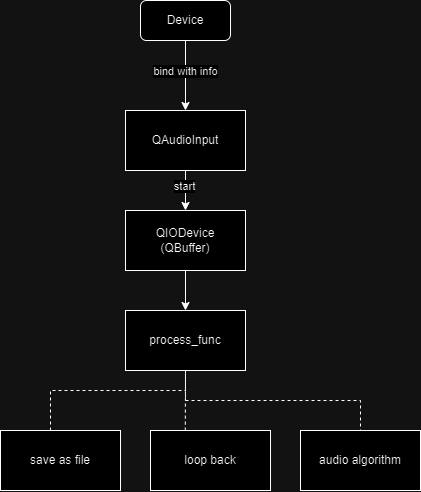 Device
bind with info
QAudioInput
start
QIODevice
(QBuffer)
process_func
save as file
loop back
audio algorithm